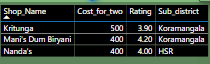 Shop_Name Cost_for_two Rating Sub_district
Kritunga 500 3.90 Koramangala
Mani's Dum Biryani 400 4.20 Koramangala
Nanda's 400 4.00 HSR